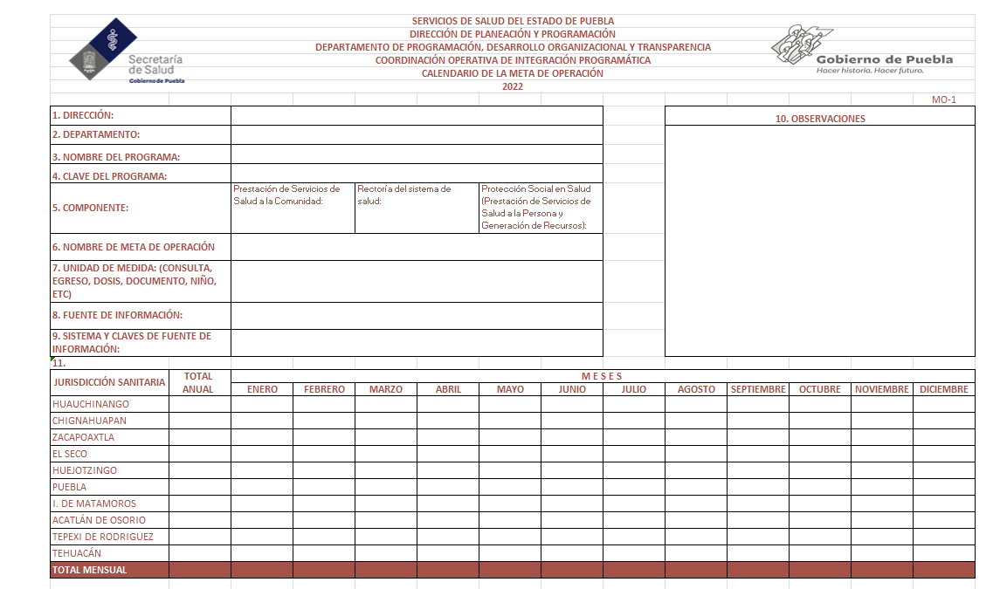 SERVICIOS DE SALUD DEL ESTADO DE PUEBLA
DIRECCIÓN DE PLANEACIÓN Y PROGRAMACIÓN
DEPARTAMENTO DE PROGRAMACIÓN, DESARROLLO ORGANIZACIONAL Y TRANSPARENCIA
COORDINACIÓN OPERATIVA DE INTEGRACIÓN PROGRAMÁTICA
CALENDARIO DE LA META DE OPERACIÓN
2022
Secretaría
de Salud
Gobierno de Puebla
Gobierno de Puebla
Hacer historia. Hacer futuro.
MO-1
1. DIRECCIÓN:
2. DEPARTAMENTO:
3. NOMBRE DEL PROGRAMA:
4. CLAVE DEL PROGRAMA:
5. COMPONENTE:
Prestación de Servicios de
Salud a la Comunidad:
Rectoría del sistema de
salud:
Protección Social en Salud
(Prestación de Servicios de
Salud a la Persona y
Generación de Recursos):
6. NOMBRE DE META DE OPERACIÓN
7. UNIDAD DE MEDIDA: (CONSULTA,
EGRESO, DOSIS, DOCUMENTO, NIÑO,
ETC)
8. FUENTE DE INFORMACIÓN:
9. SISTEMA Y CLAVES DE FUENTE DE
INFORMACIÓN:
10. OBSERVACIONES
11.
JURISDICCIÓN SANITARIA
TOTAL
ANUAL
M E S E S
ENERO FEBRERO MARZO ABRIL MAYO JUNIO JULIO AGOSTO SEPTIEMBRE OCTUBRE NOVIEMBRE DICIEMBRE
HUAUCHINANGO
CHIGNAHUAPAN
ZACAPOAXTLA
EL SECO
HUEJOTZINGO
PUEBLA
I. DE MATAMOROS
ACATLÁN DE OSORIO
TEPEXI DE RODRIGUEZ
TEHUACÁN
TOTAL MENSUAL